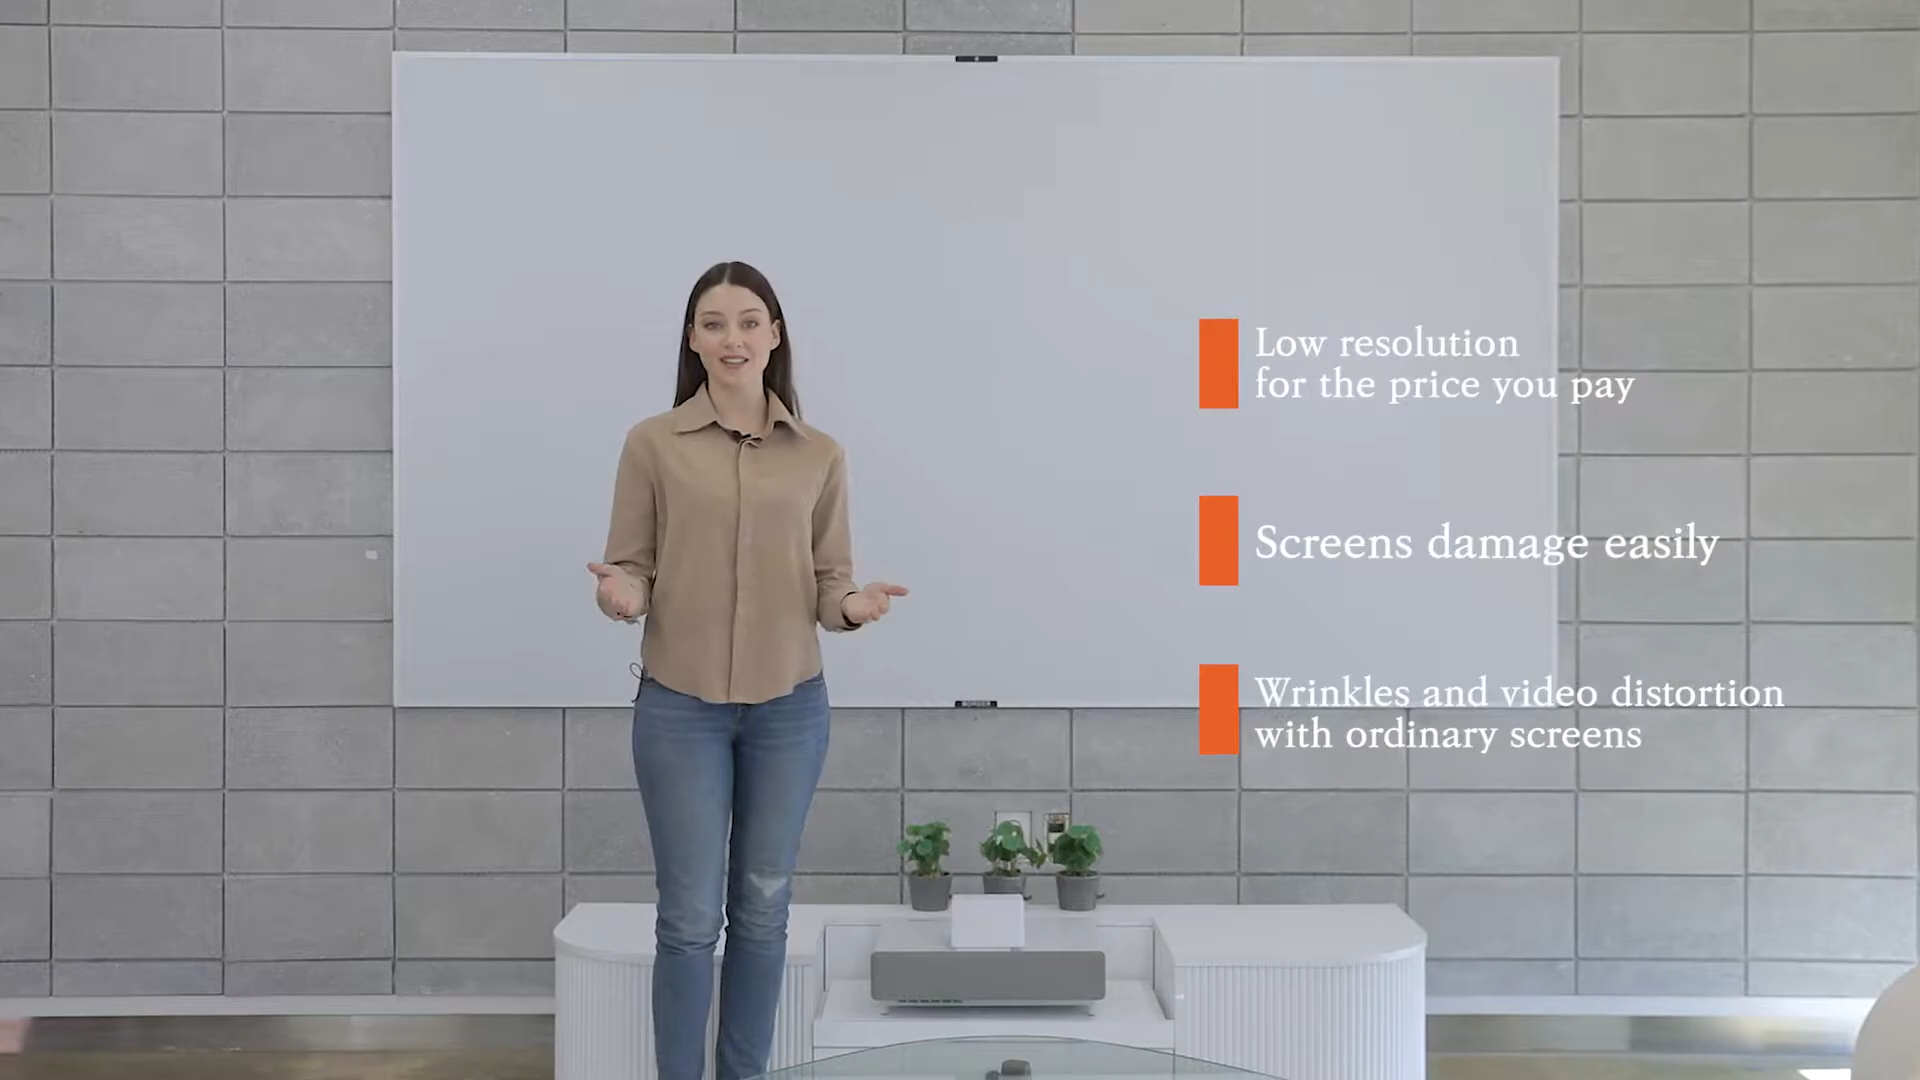 Low resolution
for the price you pay
Screens damage easily
Wrinkles and video distortion
with ordinary screens